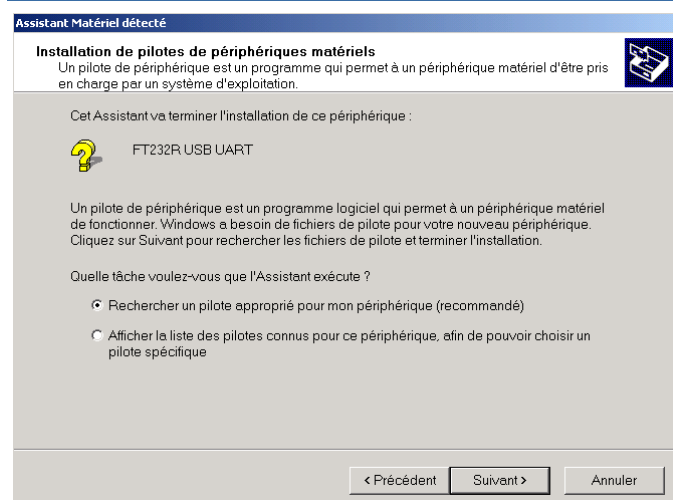 Assistant Matériel détecté
Installation de pilotes de périphériques matériels
Un pilote de périphérique est un programme qui permet à un périphérique matériel d'être pris
en charge par un système d'exploitation.
Cet Assistant va terminer l'installation de ce périphérique :
FT232R USB UART
Un pilote de périphérique est un programme logiciel qui permet à un périphérique matériel
de fonctionner. Windows a besoin de fichiers de pilote pour votre nouveau périphérique.
Cliquez sur Suivant pour rechercher les fichiers de pilote et terminer l'installation.
Quelle tâche voulez-vous que l'Assistant exécute ?
Rechercher un pilote approprié pour mon périphérique (recommandé)
Afficher la liste des pilotes connus pour ce périphérique, afin de pouvoir choisir un
pilote spécifique
< Précédent Suivant > Annuler